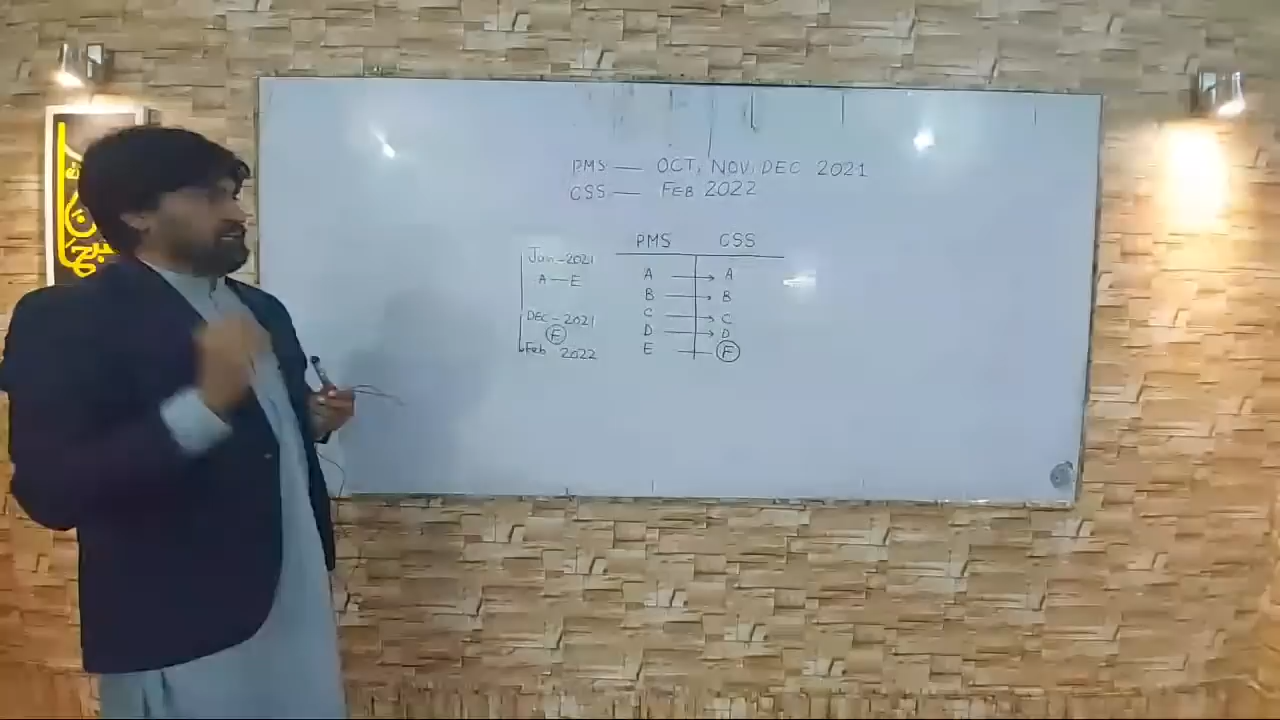 PMS — OCT, NOV, DEC 2021
CSS — FEB 2022
PMS CSS
Jan-2021
A — E
DEC-2021
F
Feb 2022
A → A
B → B
C → C
D → D
E — F